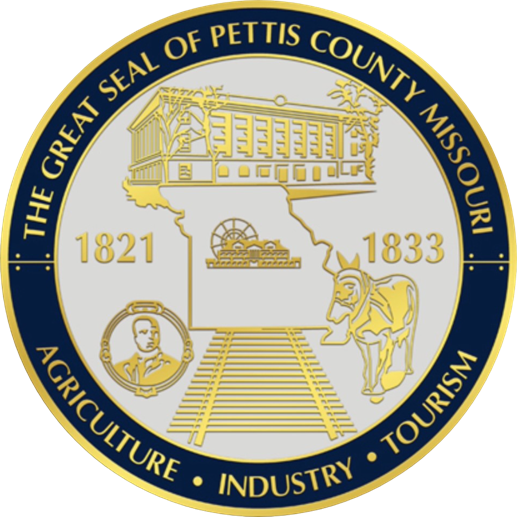 THE GREAT SEAL OF PETTIS COUNTY MISSOURI
1821
1833
AGRICULTURE • INDUSTRY • TOURISM